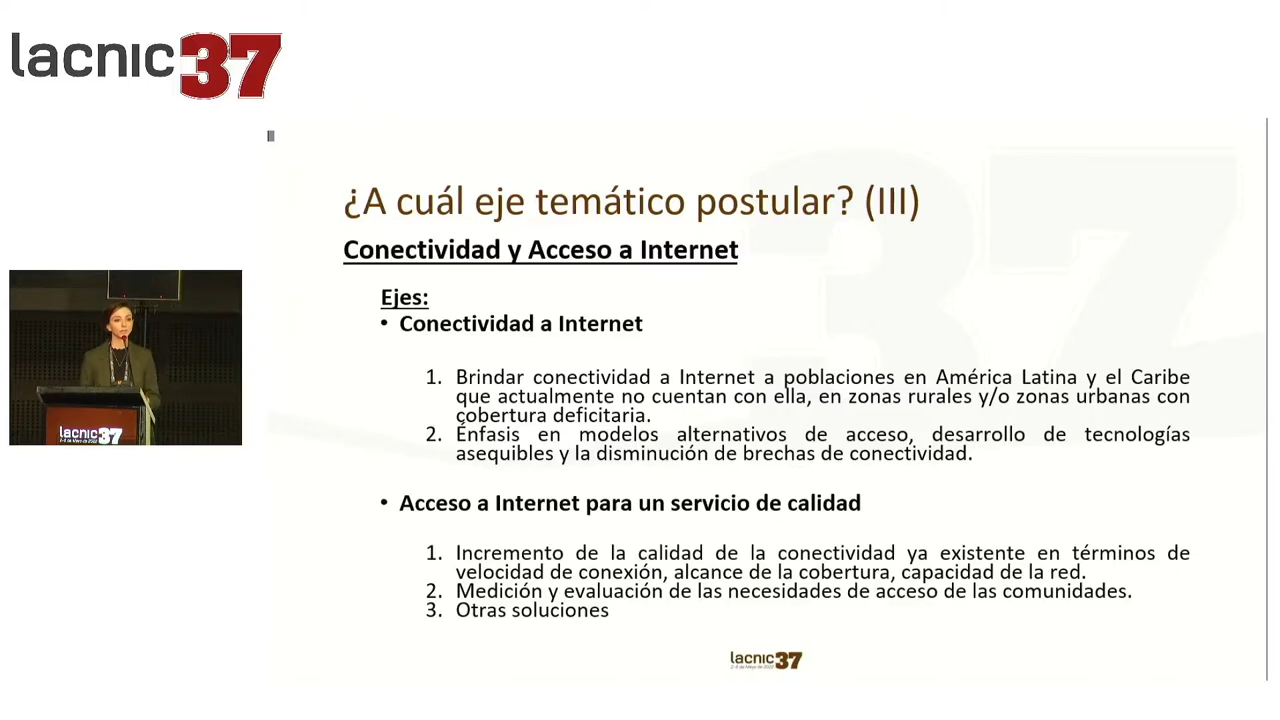 lacnic37
¿A cuál eje temático postular? (III)
Conectividad y Acceso a Internet
Ejes:
• Conectividad a Internet
1. Brindar conectividad a Internet a poblaciones en América Latina y el Caribe
que actualmente no cuentan con ella, en zonas rurales y/o zonas urbanas con
cobertura deficitaria.
2. Énfasis en modelos alternativos de acceso, desarrollo de tecnologías
asequibles y la disminución de brechas de conectividad.
• Acceso a Internet para un servicio de calidad
1. Incremento de la calidad de la conectividad ya existente en términos de
velocidad de conexión, alcance de la cobertura, capacidad de la red.
2. Medición y evaluación de las necesidades de acceso de las comunidades.
3. Otras soluciones
lacnic37
lacnic37